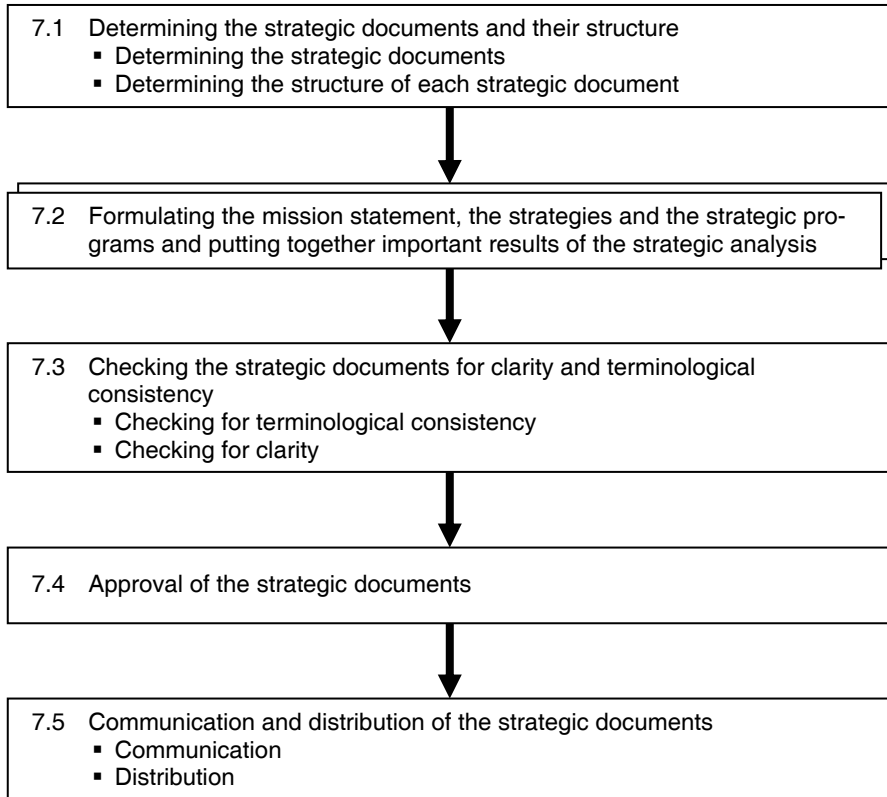 7.1 Determining the strategic documents and their structure
▪ Determining the strategic documents
▪ Determining the structure of each strategic document
7.2 Formulating the mission statement, the strategies and the strategic pro-
grams and putting together important results of the strategic analysis
7.3 Checking the strategic documents for clarity and terminological
consistency
▪ Checking for terminological consistency
▪ Checking for clarity
7.4 Approval of the strategic documents
7.5 Communication and distribution of the strategic documents
▪ Communication
▪ Distribution